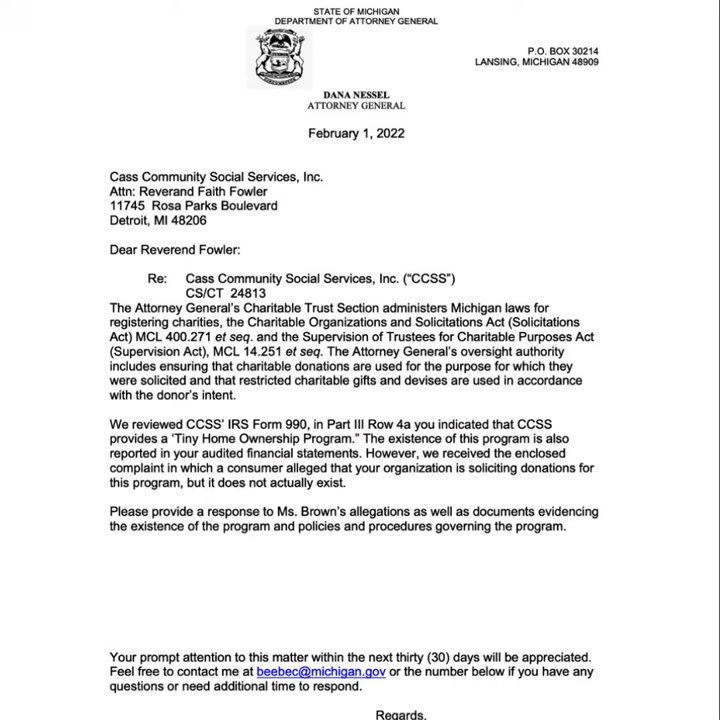 STATE OF MICHIGAN
DEPARTMENT OF ATTORNEY GENERAL
P.O. BOX 30214
LANSING, MICHIGAN 48909
DANA NESSEL
ATTORNEY GENERAL
February 1, 2022
Cass Community Social Services, Inc.
Attn: Reverand Faith Fowler
11745 Rosa Parks Boulevard
Detroit, MI 48206
Dear Reverend Fowler:
Re: Cass Community Social Services, Inc. (“CCSS”)
CS/CT 24813
The Attorney General’s Charitable Trust Section administers Michigan laws for
registering charities, the Charitable Organizations and Solicitations Act (Solicitations
Act) MCL 400.271 et seq. and the Supervision of Trustees for Charitable Purposes Act
(Supervision Act), MCL 14.251 et seq. The Attorney General’s oversight authority
includes ensuring that charitable donations are used for the purpose for which they
were solicited and that restricted charitable gifts and devises are used in accordance
with the donor’s intent.
We reviewed CCSS’ IRS Form 990, in Part III Row 4a you indicated that CCSS
provides a ‘Tiny Home Ownership Program.” The existence of this program is also
reported in your audited financial statements. However, we received the enclosed
complaint in which a consumer alleged that your organization is soliciting donations for
this program, but it does not actually exist.
Please provide a response to Ms. Brown’s allegations as well as documents evidencing
the existence of the program and policies and procedures governing the program.
Your prompt attention to this matter within the next thirty (30) days will be appreciated.
Feel free to contact me at beebec@michigan.gov or the number below if you have any
questions or need additional time to respond.
Regards,